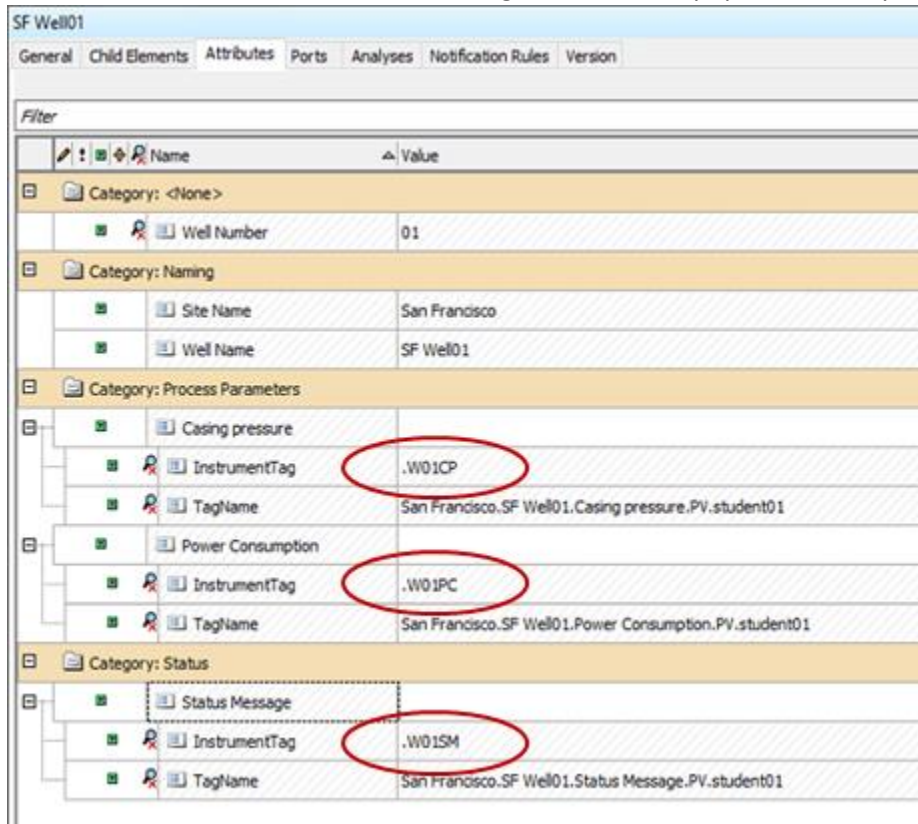 SF Well01
General Child Elements Attributes Ports Analyses Notification Rules Version
Filter
Name Value
Category: <None>
Well Number 01
Category: Naming
Site Name San Francisco
Well Name SF Well01
Category: Process Parameters
Casing pressure
InstrumentTag .W01CP
TagName San Francisco.SF Well01.Casing pressure.PV.student01
Power Consumption
InstrumentTag .W01PC
TagName San Francisco.SF Well01.Power Consumption.PV.student01
Category: Status
Status Message
InstrumentTag .W01SM
TagName San Francisco.SF Well01.Status Message.PV.student01